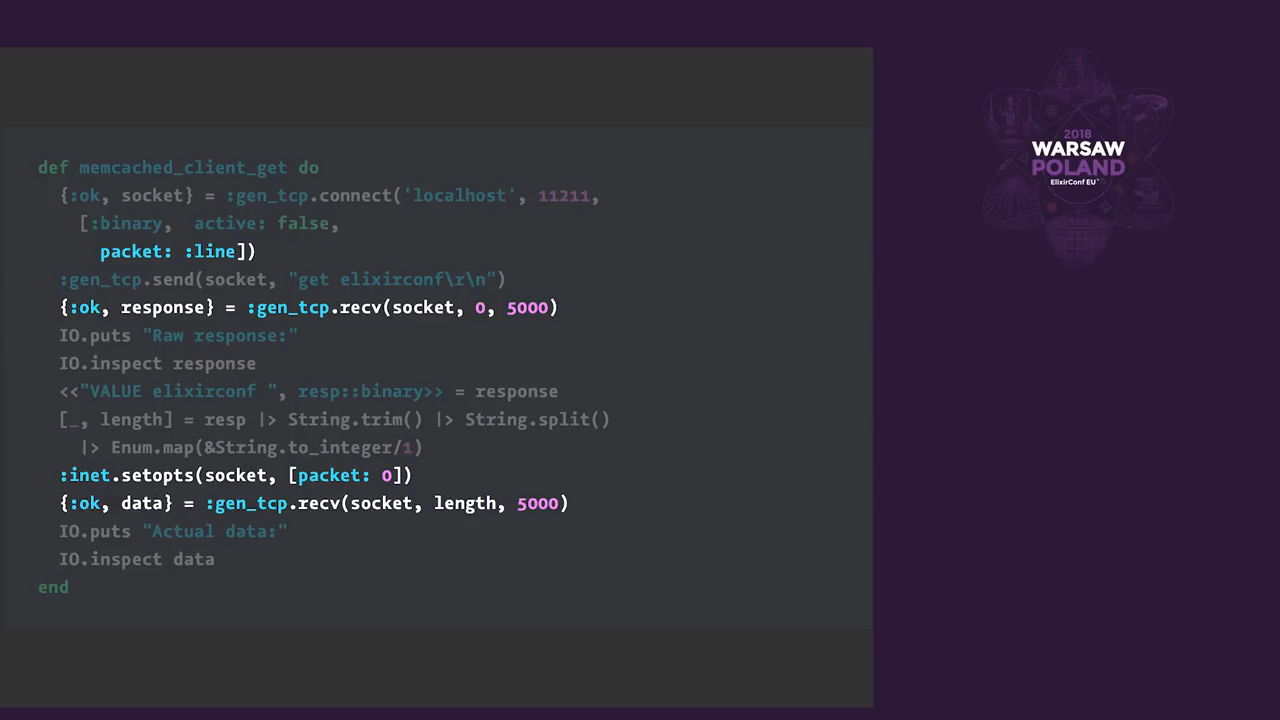 def memcached_client_get do
{:ok, socket} = :gen_tcp.connect('localhost', 11211,
[:binary,  active: false,
packet: :line])
:gen_tcp.send(socket, "get elixirconf\r\n")
{:ok, response} = :gen_tcp.recv(socket, 0, 5000)
IO.puts "Raw response:"
IO.inspect response
<<"VALUE elixirconf ", resp::binary>> = response
[_, length] = resp |> String.trim() |> String.split()
|> Enum.map(&String.to_integer/1)
:inet.setopts(socket, [packet: 0])
{:ok, data} = :gen_tcp.recv(socket, length, 5000)
IO.puts "Actual data:"
IO.inspect data
end
2018
WARSAW
POLAND
ElixirConf EU